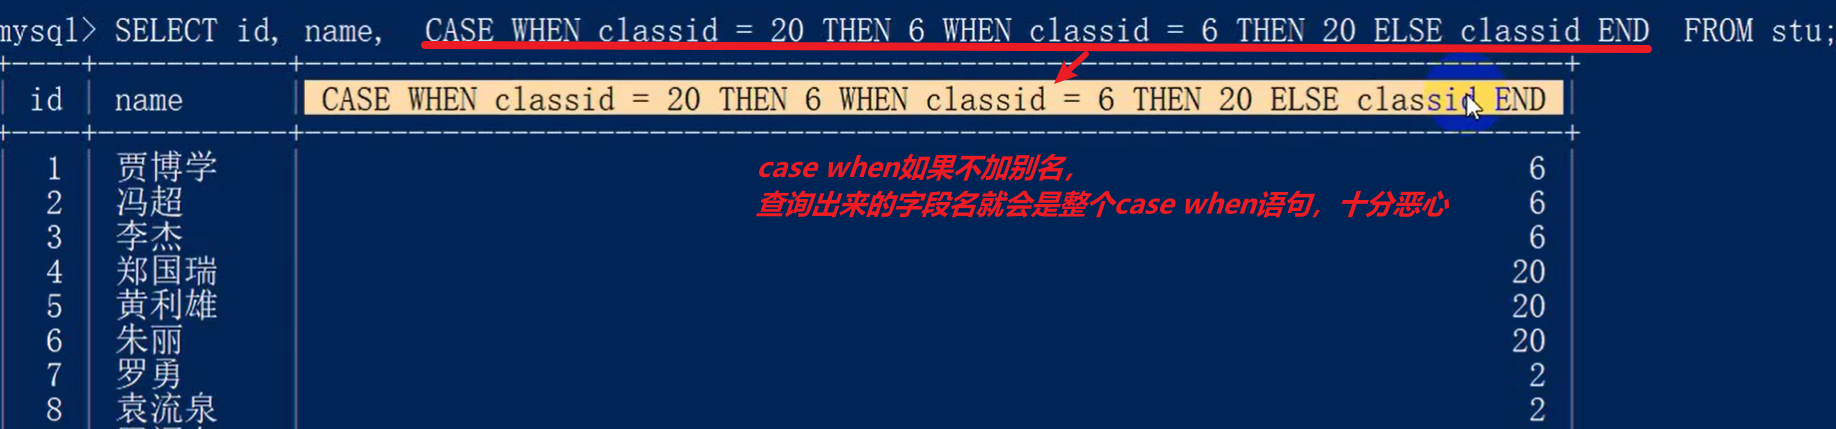 mysql> SELECT id, name, CASE WHEN classid = 20 THEN 6 WHEN classid = 6 THEN 20 ELSE classid END FROM stu;
id name CASE WHEN classid = 20 THEN 6 WHEN classid = 6 THEN 20 ELSE classid END
1 贾博学 6
case when如果不加别名，
2 冯超 6
查询出来的字段名就会是整个case when语句，十分恶心
3 李杰 6
4 郑国瑞 20
5 黄利雄 20
6 朱丽 20
7 罗勇 2
8 袁流泉 2